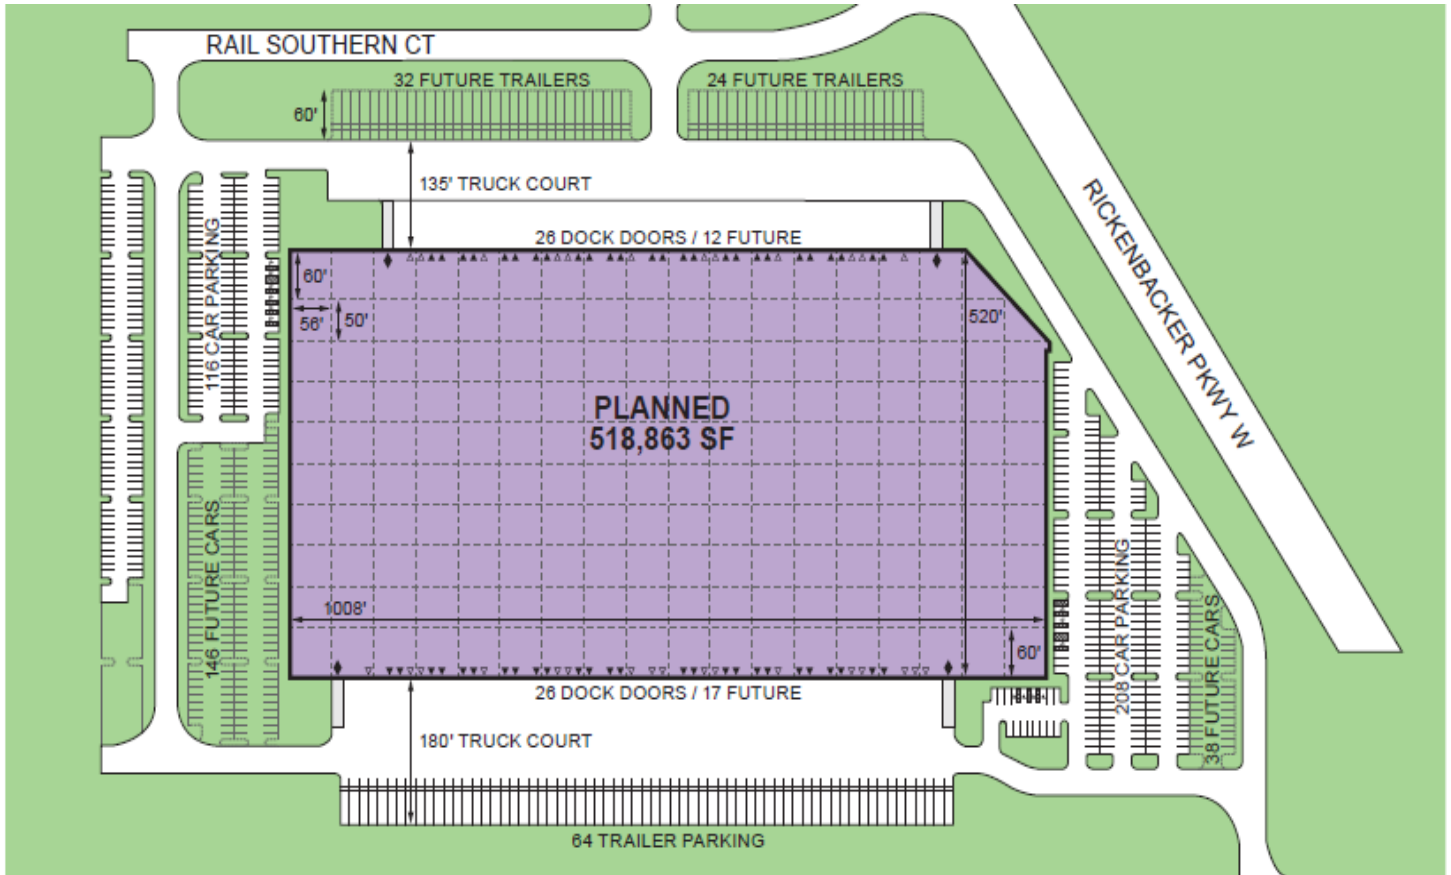 RAIL SOUTHERN CT
32 FUTURE TRAILERS
24 FUTURE TRAILERS
60'
135' TRUCK COURT
RICKENBACKER PKWY W
116 CAR PARKING
26 DOCK DOORS / 12 FUTURE
60'
56'
50'
520'
PLANNED
518,863 SF
146 FUTURE CARS
1008'
60'
208 CAR PARKING
38 FUTURE CARS
26 DOCK DOORS / 17 FUTURE
180' TRUCK COURT
64 TRAILER PARKING